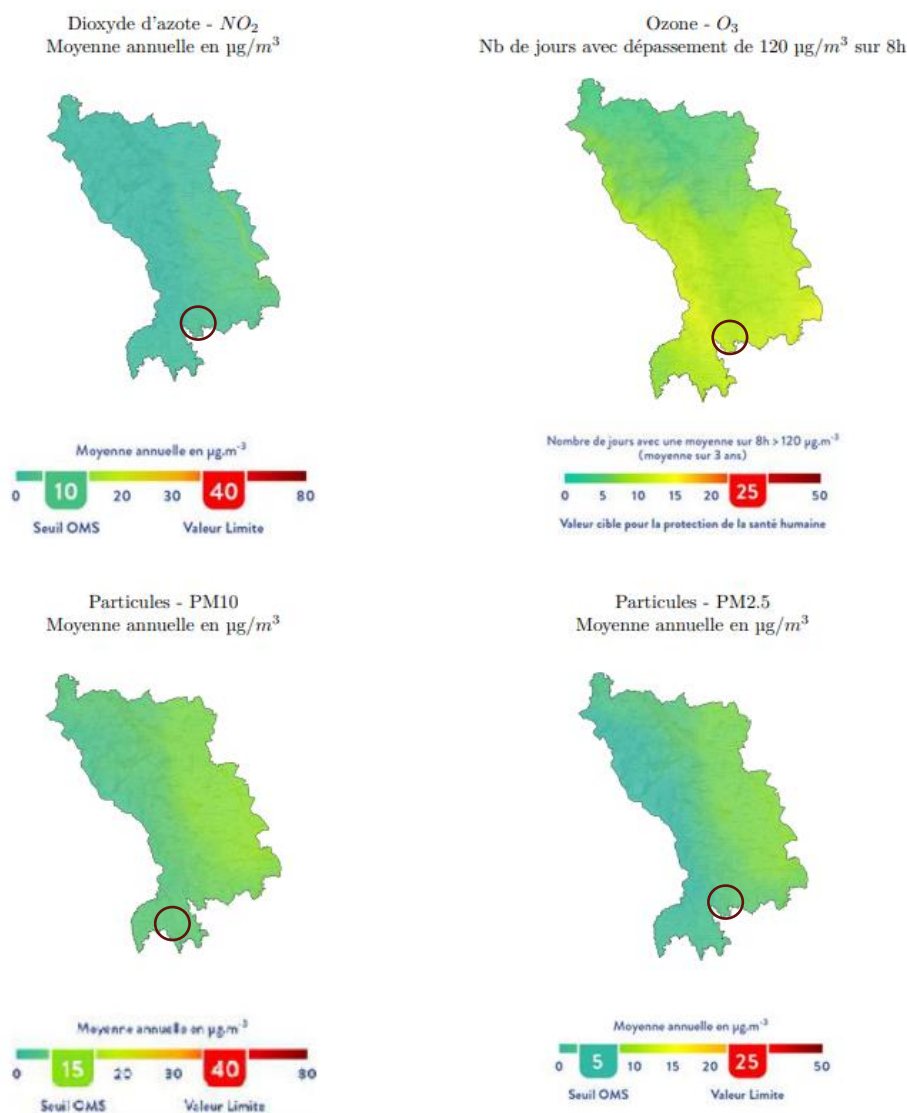 Dioxyde d'azote - NO₂
Moyenne annuelle en µg/m³
Ozone - O₃
Nb de jours avec dépassement de 120 µg/m³ sur 8h
Moyenne annuelle en µg.m⁻³
0 10 20 30 40 80
Seuil OMS Valeur Limite
Nombre de jours avec une moyenne sur 8h > 120 µg.m⁻³
(moyenne sur 3 ans)
0 5 10 15 20 25 50
Valeur cible pour la protection de la santé humaine
Particules - PM10
Moyenne annuelle en µg/m³
Particules - PM2.5
Moyenne annuelle en µg/m³
Moyenne annuelle en µg.m⁻³
0 15 20 30 40 80
Seuil OMS Valeur Limite
Moyenne annuelle en µg.m⁻³
0 5 10 15 20 25 50
Seuil OMS Valeur Limite